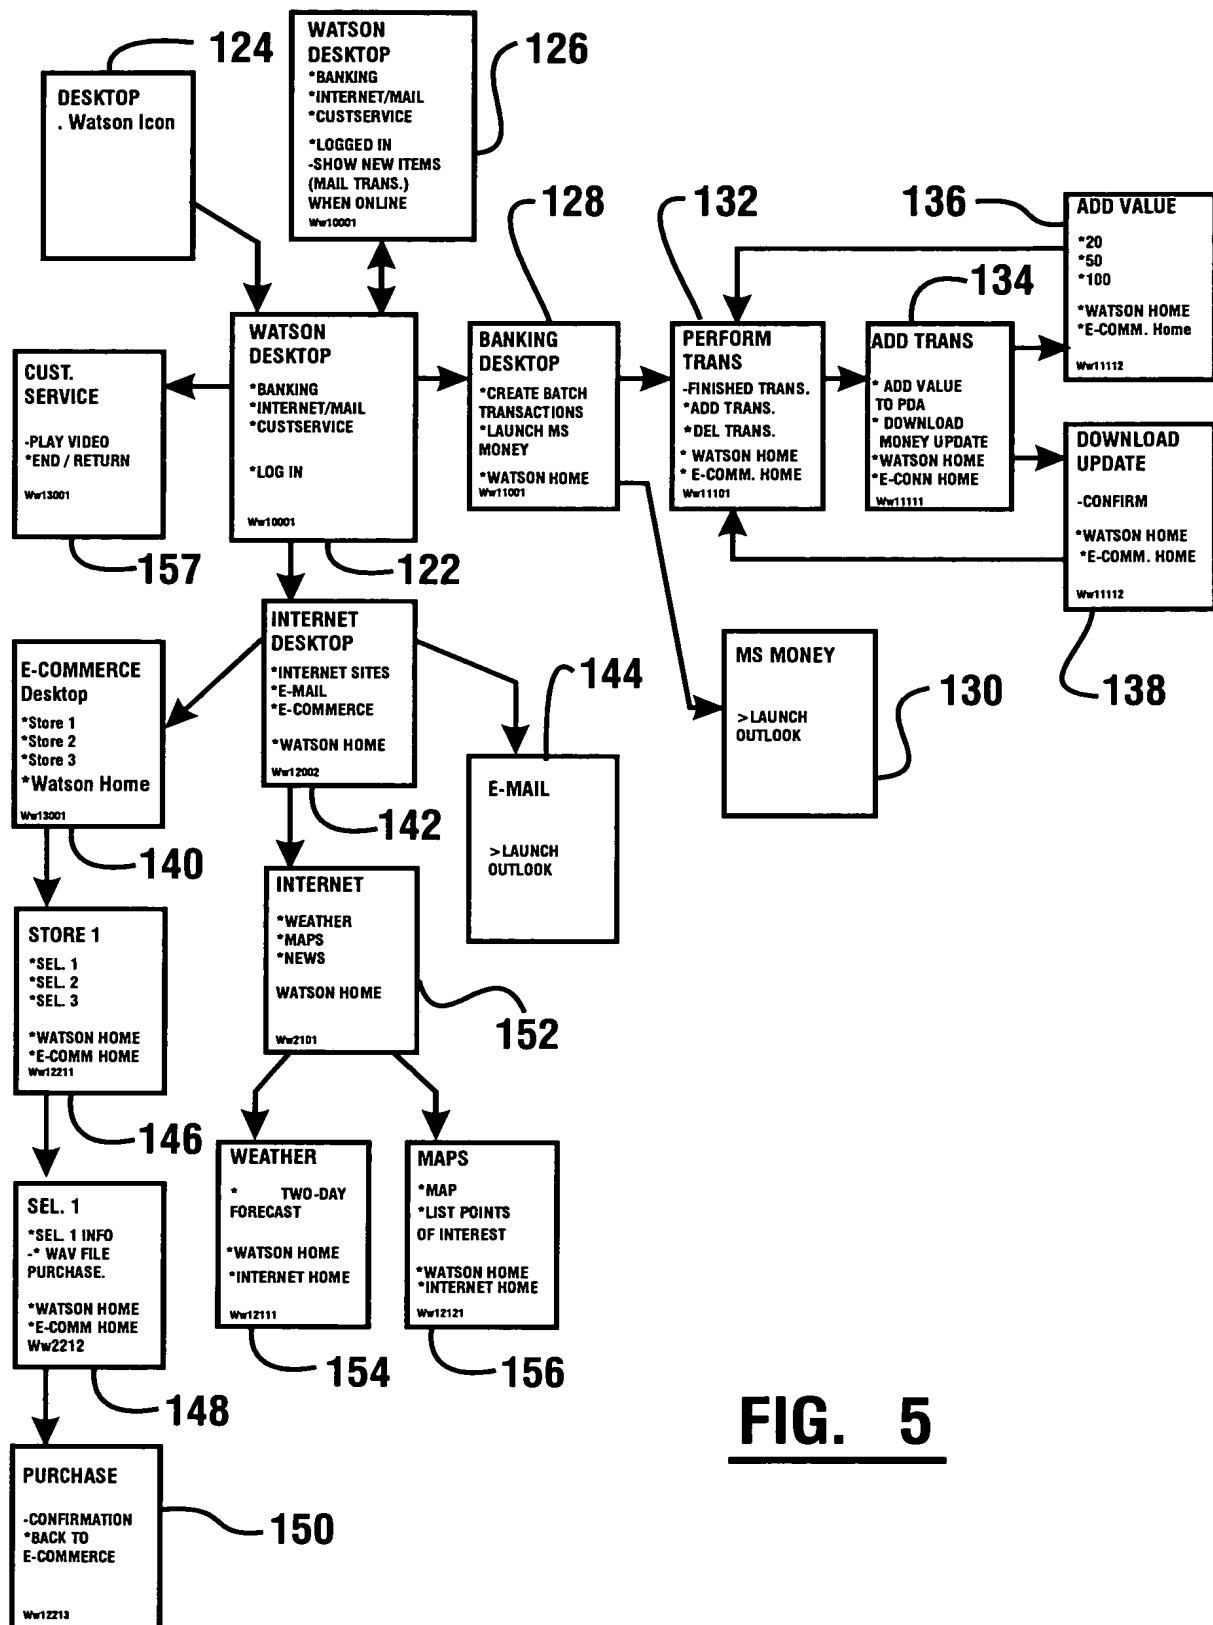 124
DESKTOP
. Watson Icon
WATSON
DESKTOP
*BANKING
*INTERNET/MAIL
*CUSTSERVICE
*LOGGED IN
-SHOW NEW ITEMS
(MAIL TRANS.)
WHEN ONLINE
Ww10001
126
WATSON
DESKTOP
*BANKING
*INTERNET/MAIL
*CUSTSERVICE
*LOG IN
Ww10001
122
CUST.
SERVICE
-PLAY VIDEO
*END / RETURN
Ww13001
157
128
BANKING
DESKTOP
*CREATE BATCH
TRANSACTIONS
*LAUNCH MS
MONEY
*WATSON HOME
Ww11001
132
PERFORM
TRANS
-FINISHED TRANS.
*ADD TRANS.
*DEL TRANS.
* WATSON HOME
* E-COMM. HOME
Ww11101
134
ADD TRANS
* ADD VALUE
TO PDA
* DOWNLOAD
MONEY UPDATE
*WATSON HOME
*E-CONN HOME
Ww11111
136
ADD VALUE
*20
*50
*100
*WATSON HOME
*E-COMM. Home
Ww11112
DOWNLOAD
UPDATE
-CONFIRM
*WATSON HOME
*E-COMM. HOME
Ww11112
138
MS MONEY
>LAUNCH
OUTLOOK
130
INTERNET
DESKTOP
*INTERNET SITES
*E-MAIL
*E-COMMERCE
*WATSON HOME
Ww12002
142
144
E-MAIL
>LAUNCH
OUTLOOK
E-COMMERCE
Desktop
*Store 1
*Store 2
*Store 3
*Watson Home
Ww13001
140
INTERNET
*WEATHER
*MAPS
*NEWS
WATSON HOME
Ww2101
152
STORE 1
*SEL. 1
*SEL. 2
*SEL. 3
*WATSON HOME
*E-COMM HOME
Ww12211
146
WEATHER
* TWO-DAY
FORECAST
*WATSON HOME
*INTERNET HOME
Ww12111
154
MAPS
*MAP
*LIST POINTS
OF INTEREST
*WATSON HOME
*INTERNET HOME
Ww12121
156
SEL. 1
*SEL. 1 INFO
-* WAV FILE
PURCHASE.
*WATSON HOME
*E-COMM HOME
Ww2212
148
PURCHASE
-CONFIRMATION
*BACK TO
E-COMMERCE
Ww12213
150
FIG. 5